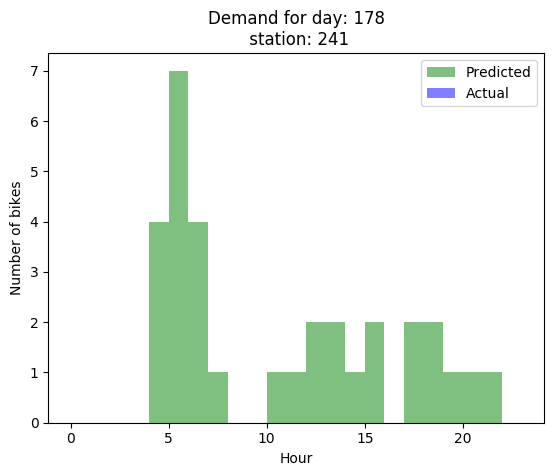 Demand for day: 178
station: 241
Predicted
Actual
7
6
5
4
3
2
1
0
Number of bikes
0 5 10 15 20
Hour